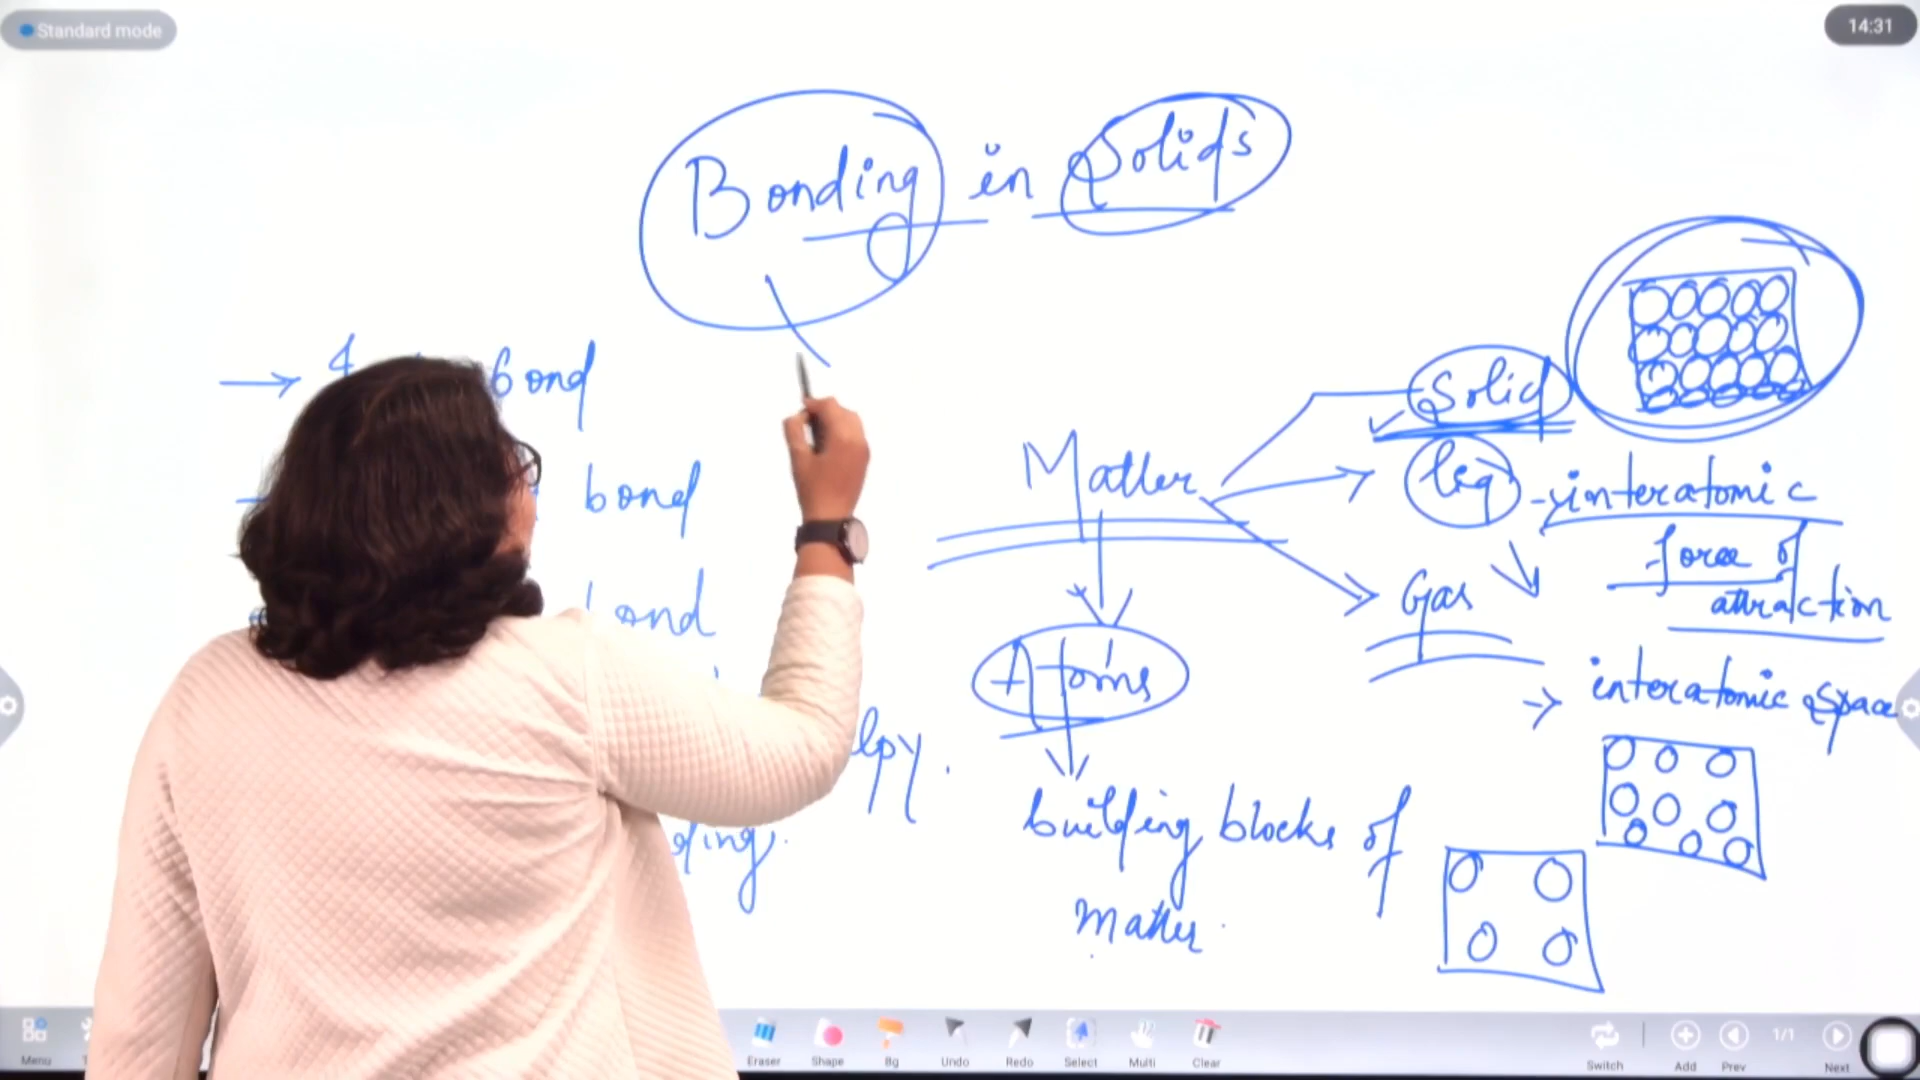 Standard mode
14:31
Bonding in Solids
bond
bond
Solid
Matter
liq
interatomic
force of
attraction
Gas
Atoms
interatomic space
building blocks of
matter.
Menu
Eraser
Shape
Bg
Undo
Redo
Select
Multi
Clear
Switch
Add
Prev
1/1
Next